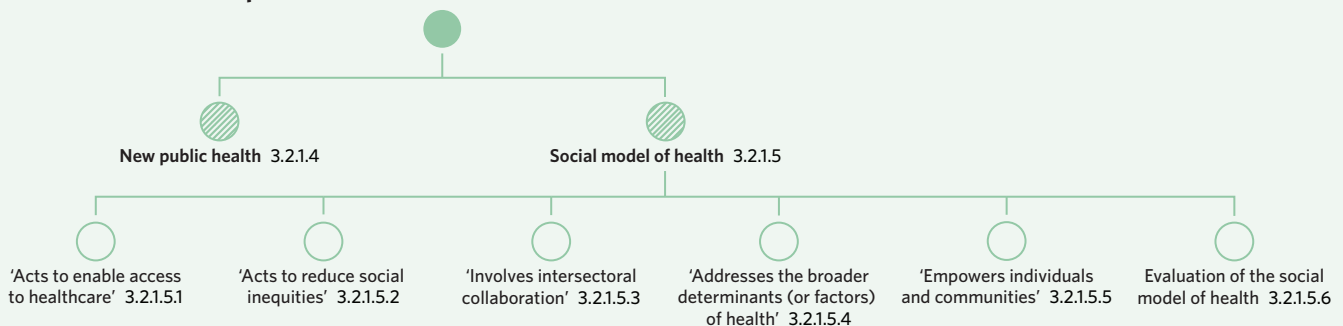 New public health 3.2.1.4
Social model of health 3.2.1.5
'Acts to enable access
to healthcare' 3.2.1.5.1
'Acts to reduce social
inequities' 3.2.1.5.2
'Involves intersectoral
collaboration' 3.2.1.5.3
'Addresses the broader
determinants (or factors)
of health' 3.2.1.5.4
'Empowers individuals
and communities' 3.2.1.5.5
Evaluation of the social
model of health 3.2.1.5.6